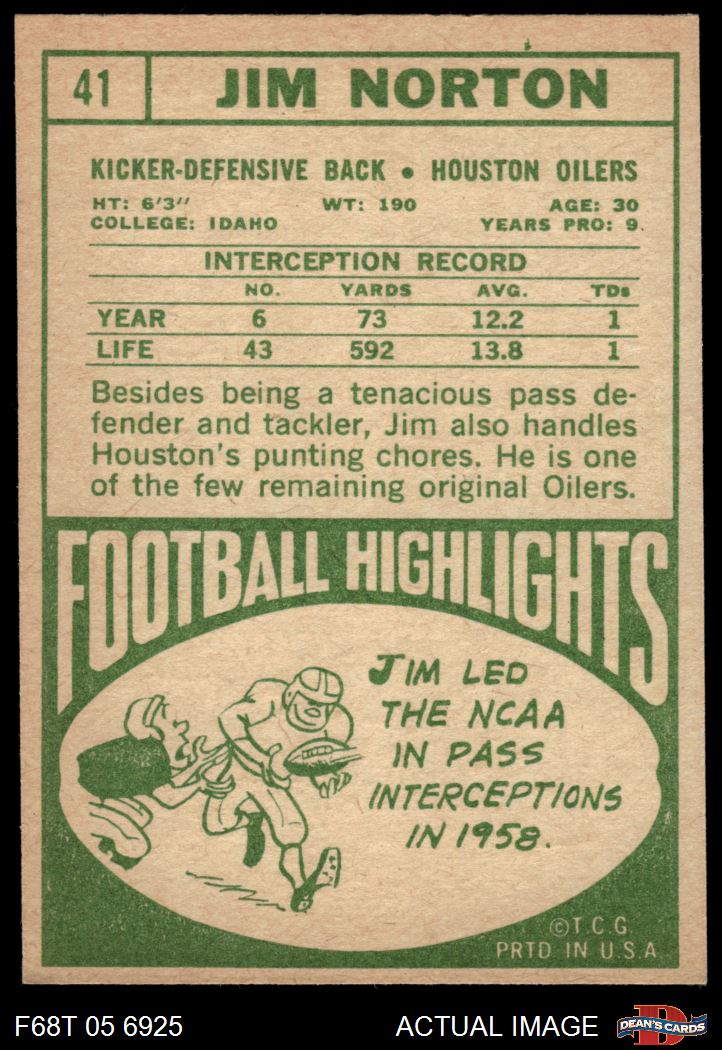 41 JIM NORTON
KICKER-DEFENSIVE BACK • HOUSTON OILERS
HT: 6'3" WT: 190 AGE: 30
COLLEGE: IDAHO YEARS PRO: 9
INTERCEPTION RECORD
NO. YARDS AVG. TDs
YEAR 6 73 12.2 1
LIFE 43 592 13.8 1
Besides being a tenacious pass de-
fender and tackler, Jim also handles
Houston's punting chores. He is one
of the few remaining original Oilers.
FOOTBALL HIGHLIGHTS
JIM LED
THE NCAA
IN PASS
INTERCEPTIONS
IN 1958.
©T.C.G.
PRTD IN U.S.A.
F68T 05 6925 ACTUAL IMAGE DEAN'S CARDS